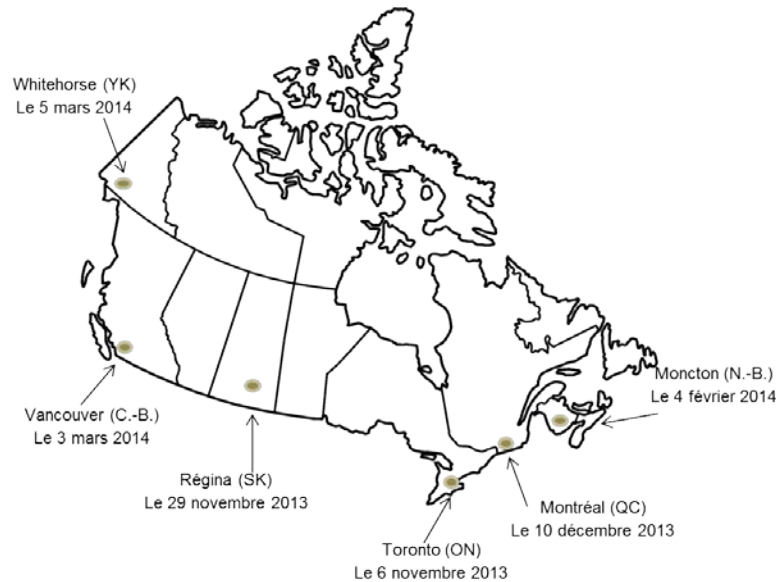 Whitehorse (YK)
Le 5 mars 2014
Vancouver (C.-B.)
Le 3 mars 2014
Régina (SK)
Le 29 novembre 2013
Toronto (ON)
Le 6 novembre 2013
Montréal (QC)
Le 10 décembre 2013
Moncton (N.-B.)
Le 4 février 2014